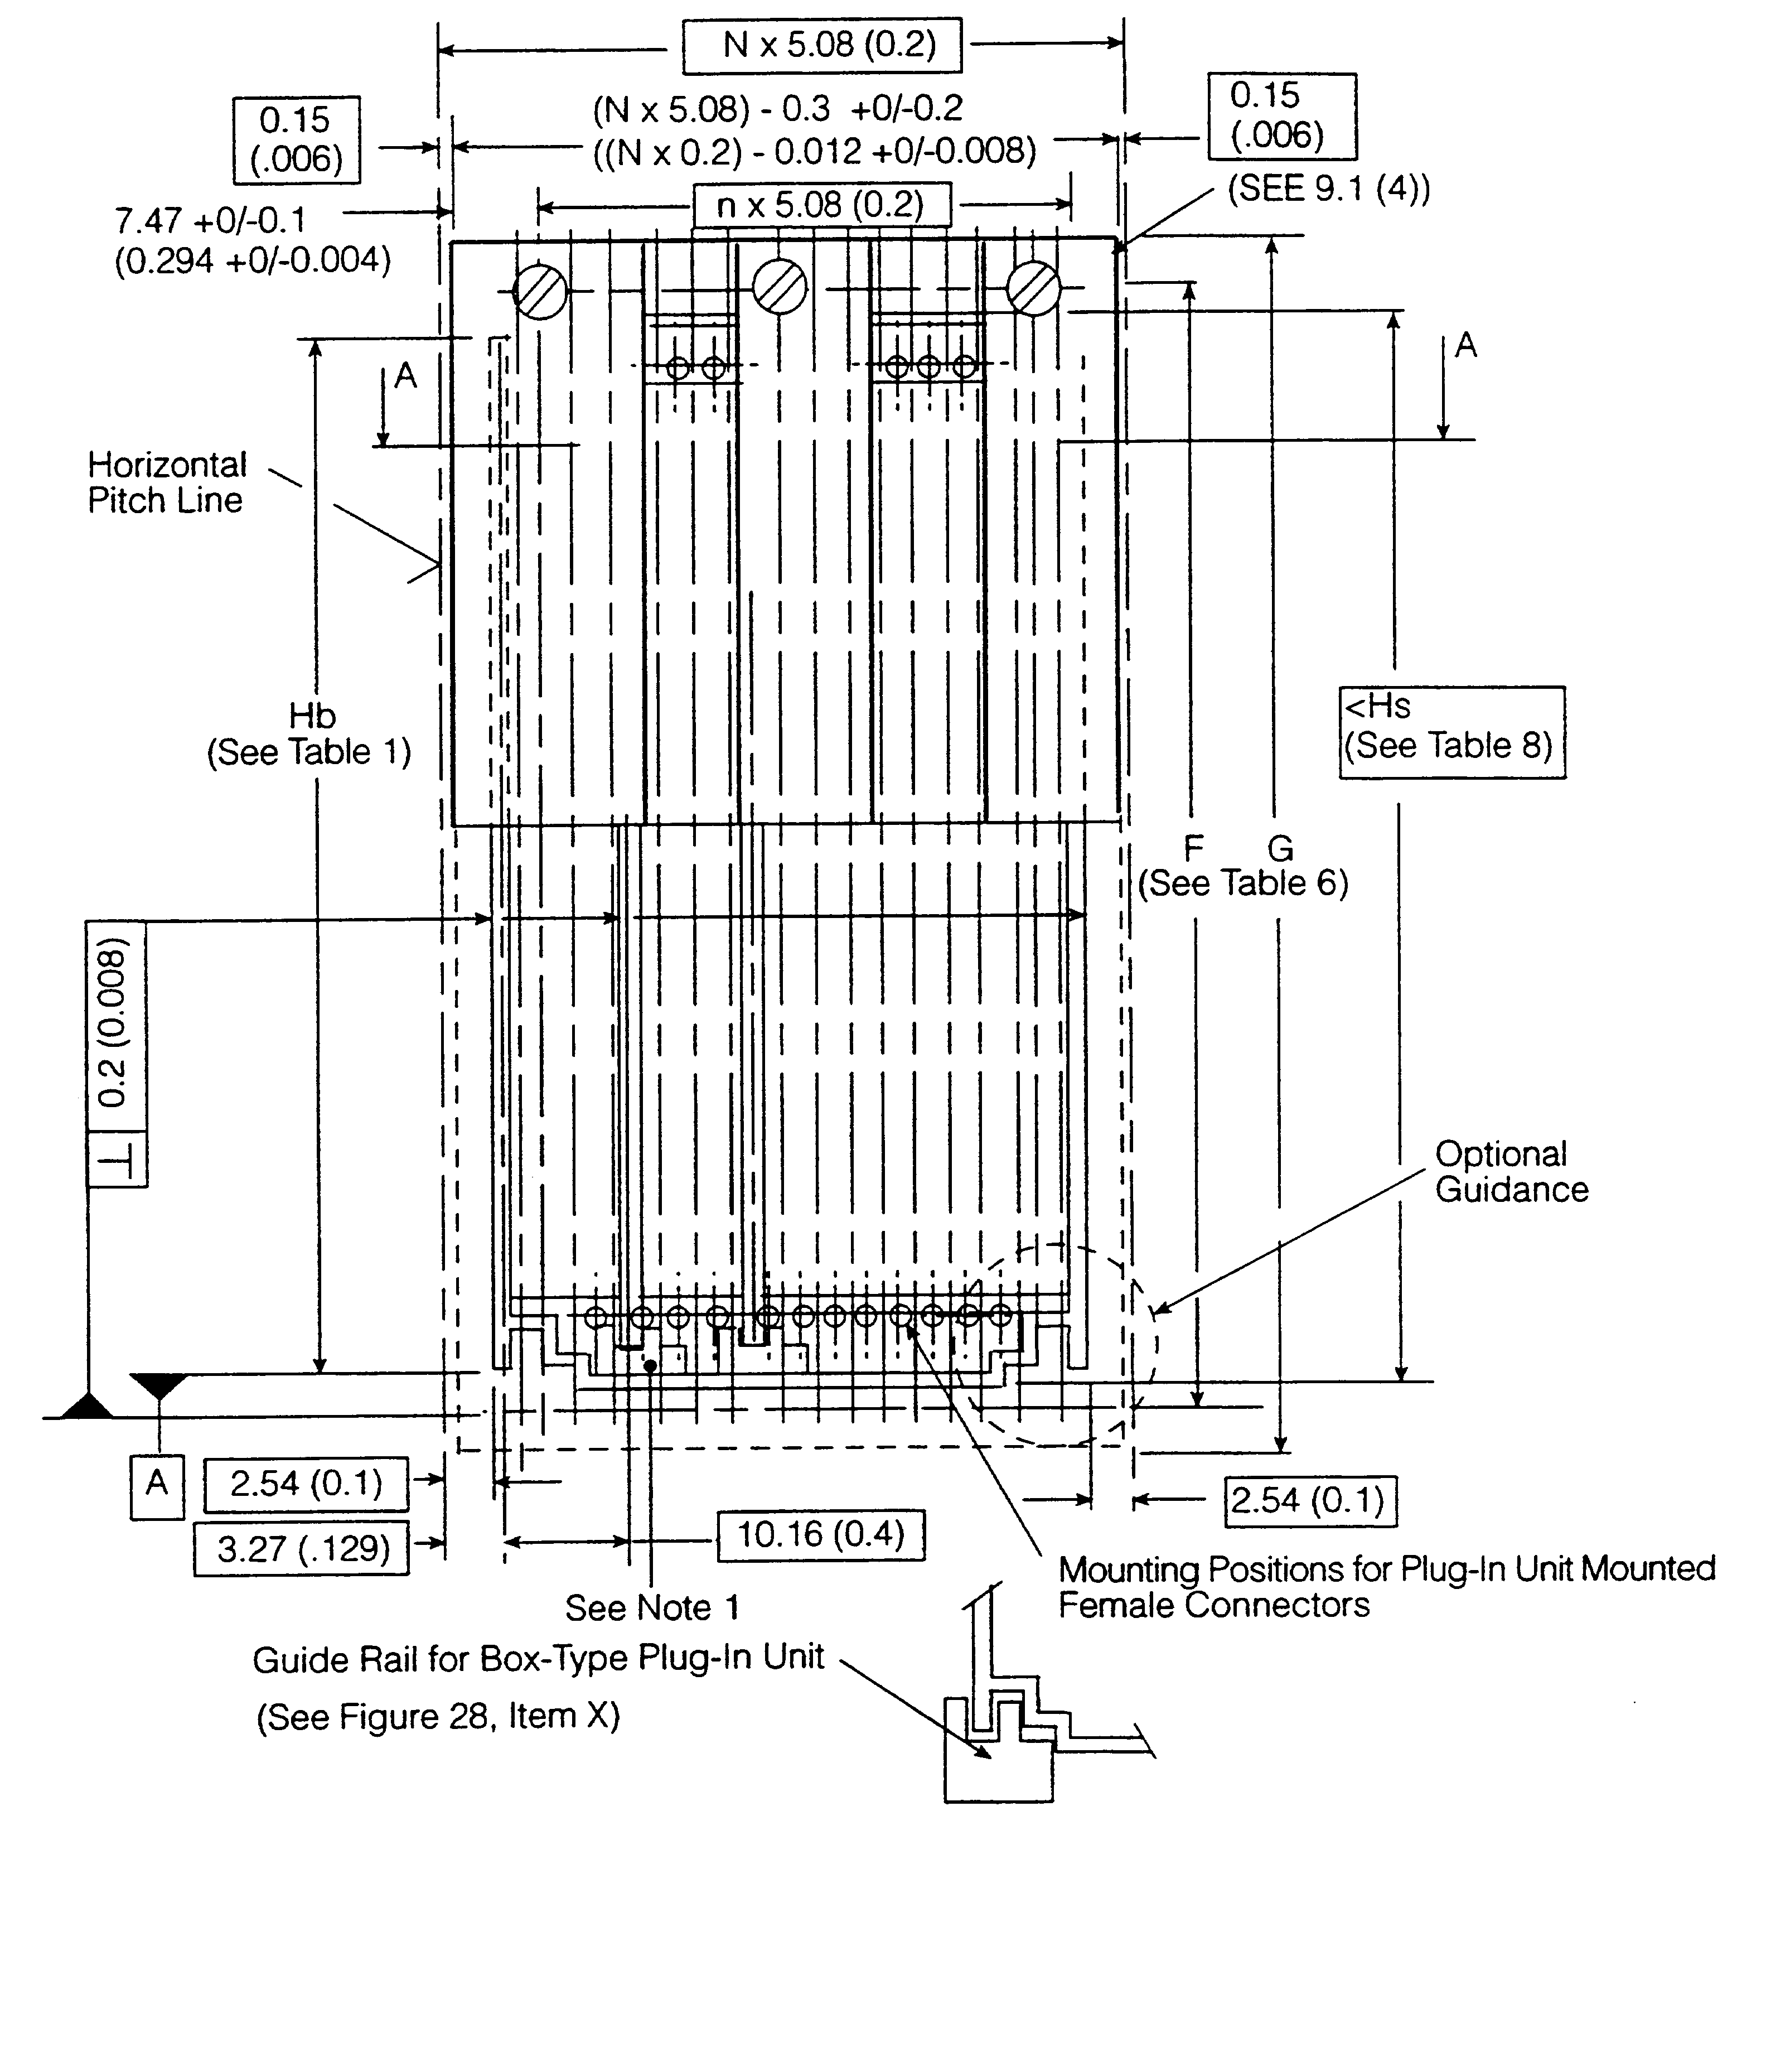 N x 5.08 (0.2)
0.15
(.006)
(N x 5.08) - 0.3 +0/-0.2
((N x 0.2) - 0.012 +0/-0.008)
0.15
(.006)
(SEE 9.1 (4))
7.47 +0/-0.1
(0.294 +0/-0.004)
n x 5.08 (0.2)
A
A
Horizontal
Pitch Line
Hb
(See Table 1)
<Hs
(See Table 8)
F G
(See Table 6)
0.2 (0.008)
⊥
Optional
Guidance
A
2.54 (0.1)
3.27 (.129)
10.16 (0.4)
2.54 (0.1)
Mounting Positions for Plug-In Unit Mounted
Female Connectors
See Note 1
Guide Rail for Box-Type Plug-In Unit
(See Figure 28, Item X)